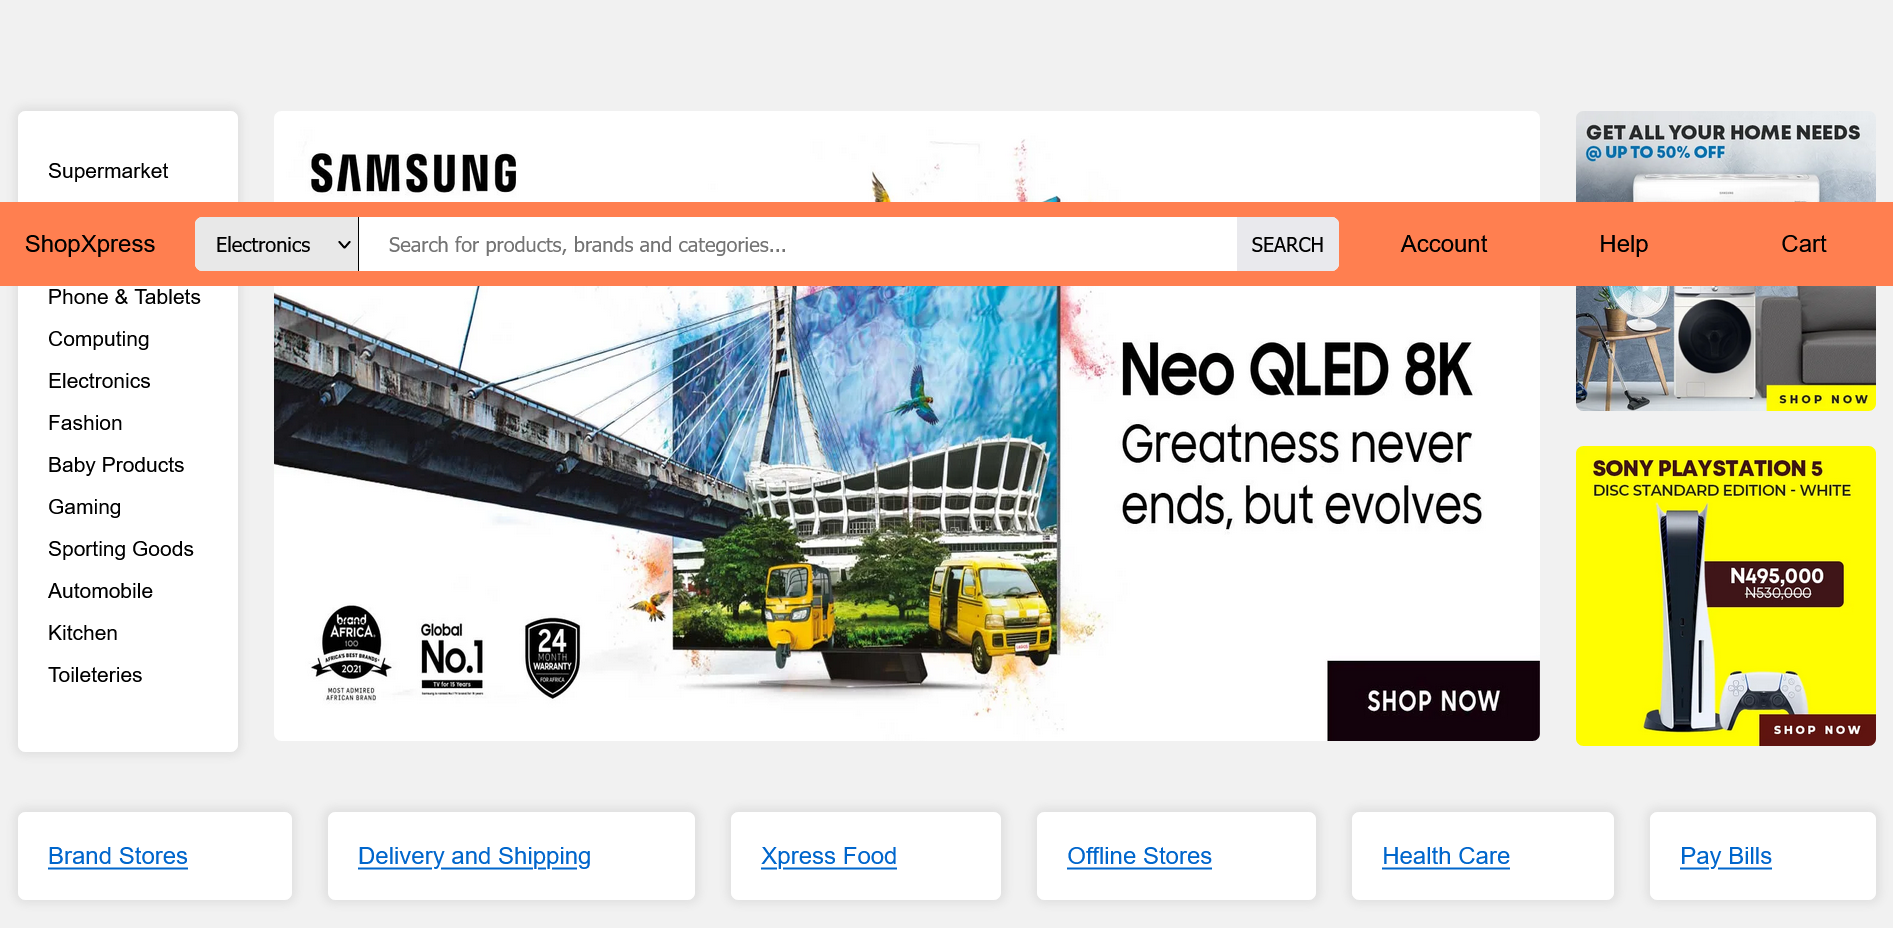 Supermarket
SAMSUNG
GET ALL YOUR HOME NEEDS
@ UP TO 50% OFF
ShopXpress
Electronics
Search for products, brands and categories...
SEARCH
Account
Help
Cart
Phone & Tablets
Computing
Electronics
Fashion
Baby Products
Gaming
Sporting Goods
Automobile
Kitchen
Toileteries
Neo QLED 8K
Greatness never
ends, but evolves
brand
AFRICA.
100
AFRICA'S BEST BRANDS
2021
MOST ADMIRED
AFRICAN BRAND
Global
No.1
TV for 15 Years
24
MONTH
WARRANTY
FOR AFRICA
SHOP NOW
SHOP NOW
SONY PLAYSTATION 5
DISC STANDARD EDITION - WHITE
N495,000
N530,000
SHOP NOW
Brand Stores
Delivery and Shipping
Xpress Food
Offline Stores
Health Care
Pay Bills